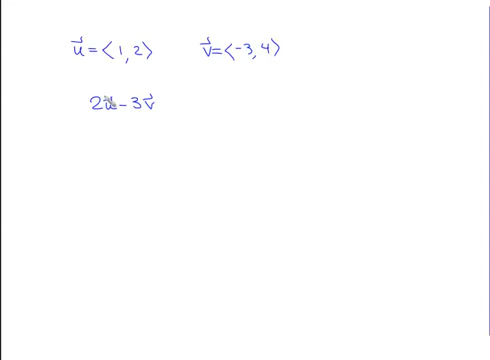 u⃗ = ⟨1, 2⟩ v⃗ = ⟨-3, 4⟩
2u⃗ - 3v⃗